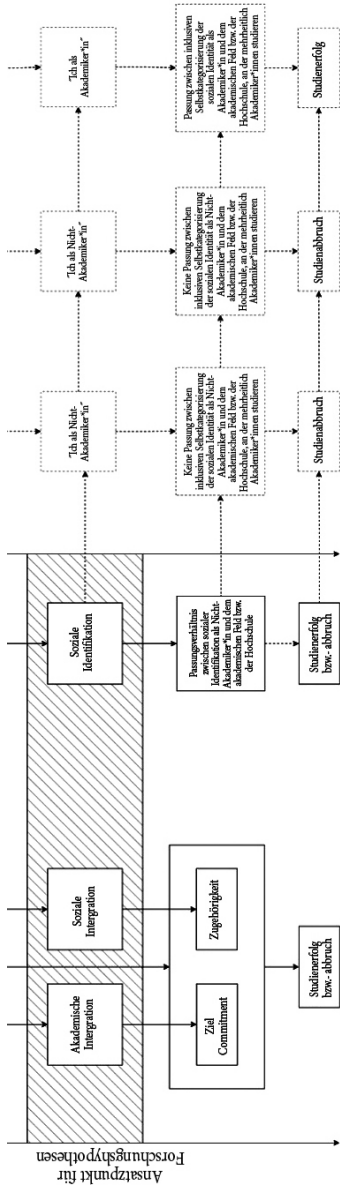 Ansatzpunkt für
Forschungshypothesen
Akademische
Intergration
Soziale
Intergration
Soziale
Identifikation
"Ich als Nicht-
Akademiker*in"
"Ich als Nicht-
Akademiker*in"
"Ich als
Akademiker*in"
Ziel
Commitment
Zugehörigkeit
Passungsverhältnis
zwischen sozialer
Identifikation als Nicht-
Akademiker*in und dem
akademischen Feld bzw.
der Hochschule
Keine Passung zwischen
inklusiven Selbstkategorisierung
der sozialen Identität als Nicht-
Akademiker*in und dem
akademischen Feld bzw. der
Hochschule, an der mehrheitlich
Akademiker*innen studieren
Keine Passung zwischen
inklusiven Selbstkategorisierung
der sozialen Identität als Nicht-
Akademiker*in und dem
akademischen Feld bzw. der
Hochschule, an der mehrheitlich
Akademiker*innen studieren
Passung zwischen inklusiven
Selbstkategorisierung der
sozialen Identität als
Akademiker*in und dem
akademischen Feld bzw. der
Hochschule, an der mehrheitlich
Akademiker*innen studieren
Studienerfolg
bzw.- abbruch
Studienerfolg
bzw.- abbruch
Studienabbruch
Studienabbruch
Studienerfolg